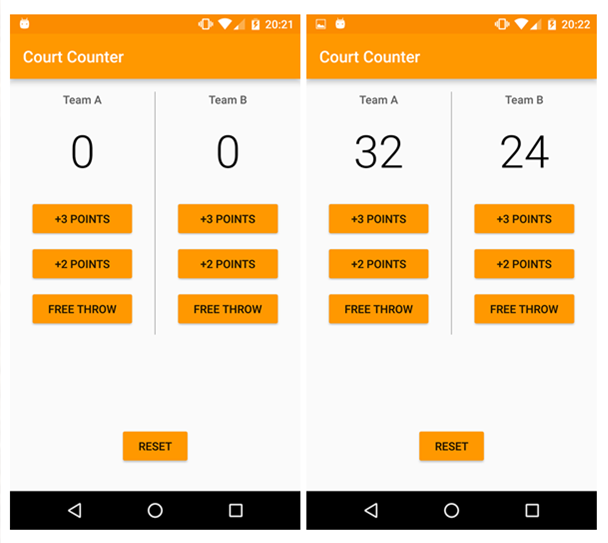 20:21
Court Counter
Team A
Team B
0
0
+3 POINTS
+3 POINTS
+2 POINTS
+2 POINTS
FREE THROW
FREE THROW
RESET
20:22
Court Counter
Team A
Team B
32
24
+3 POINTS
+3 POINTS
+2 POINTS
+2 POINTS
FREE THROW
FREE THROW
RESET